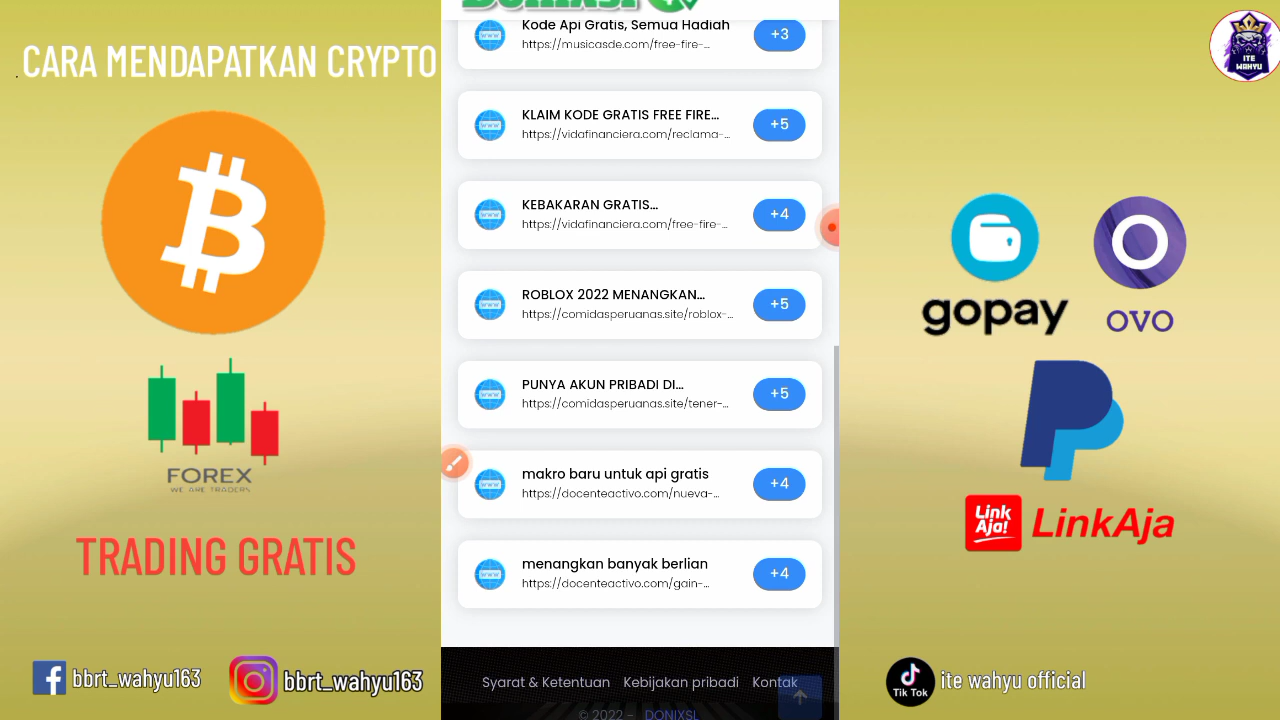 CARA MENDAPATKAN CRYPTO
FOREX
WE ARE TRADERS
TRADING GRATIS
bbrt_wahyu163
bbrt_wahyu163
Kode Api Gratis, Semua Hadiah
https://musicasde.com/free-fire-...
+3
KLAIM KODE GRATIS FREE FIRE...
https://vidafinanciera.com/reclama-...
+5
KEBAKARAN GRATIS...
https://vidafinanciera.com/free-fire-...
+4
ROBLOX 2022 MENANGKAN...
https://comidasperuanas.site/roblox-...
+5
PUNYA AKUN PRIBADI DI...
https://comidasperuanas.site/tener-...
+5
makro baru untuk api gratis
https://docenteactivo.com/nueva-...
+4
menangkan banyak berlian
https://docenteactivo.com/gain-...
+4
Syarat & Ketentuan Kebijakan pribadi Kontak
© 2022 - DONIXSL
ITE
WAHYU
gopay
OVO
Link
Aja!
LinkAja
Tik Tok
ite wahyu official